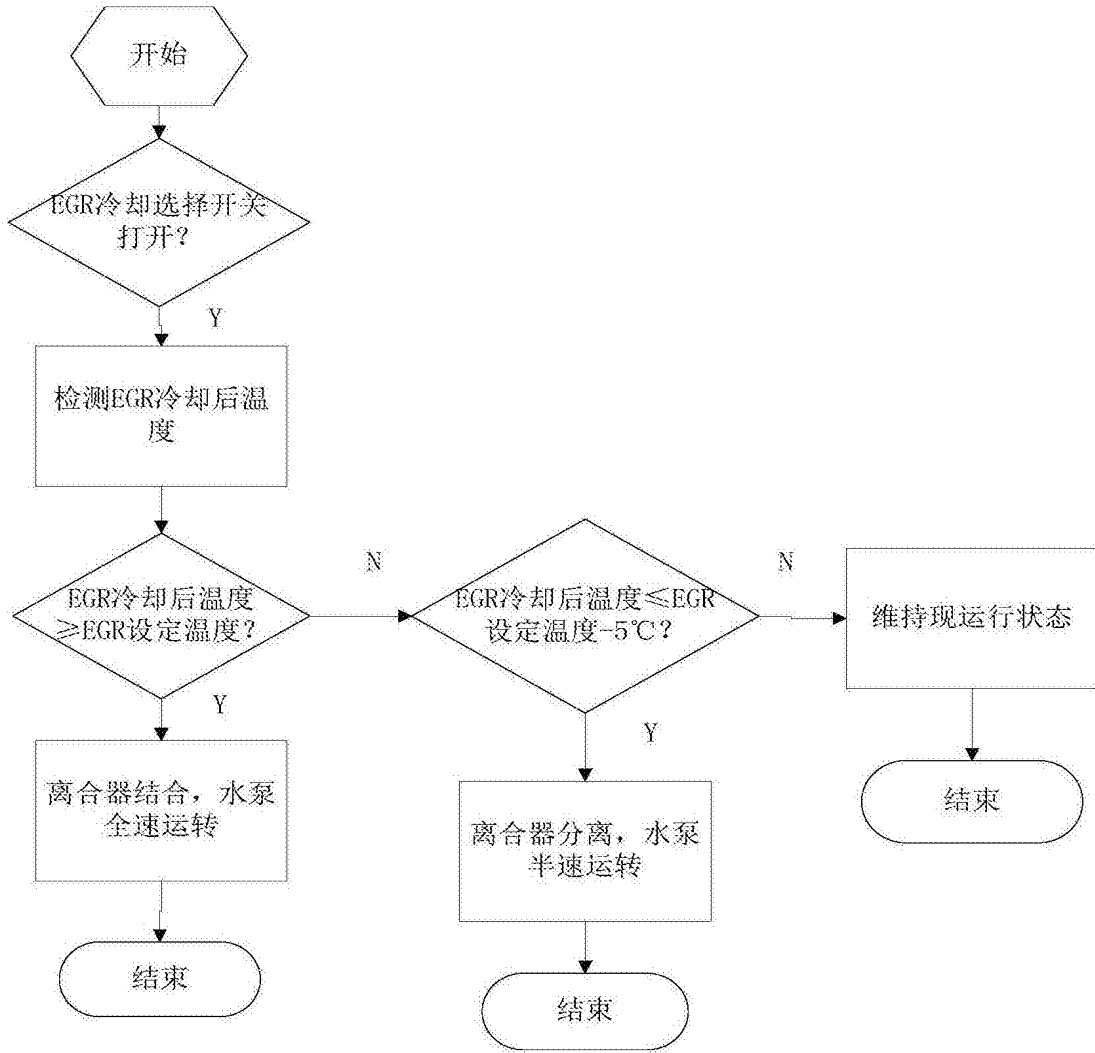 开始
EGR冷却选择开关
打开?
Y
检测EGR冷却后温
度
EGR冷却后温度
≥EGR设定温度?
N
EGR冷却后温度≤EGR
设定温度-5℃?
N
维持现运行状态
Y
离合器结合，水泵
全速运转
Y
离合器分离，水泵
半速运转
结束
结束
结束